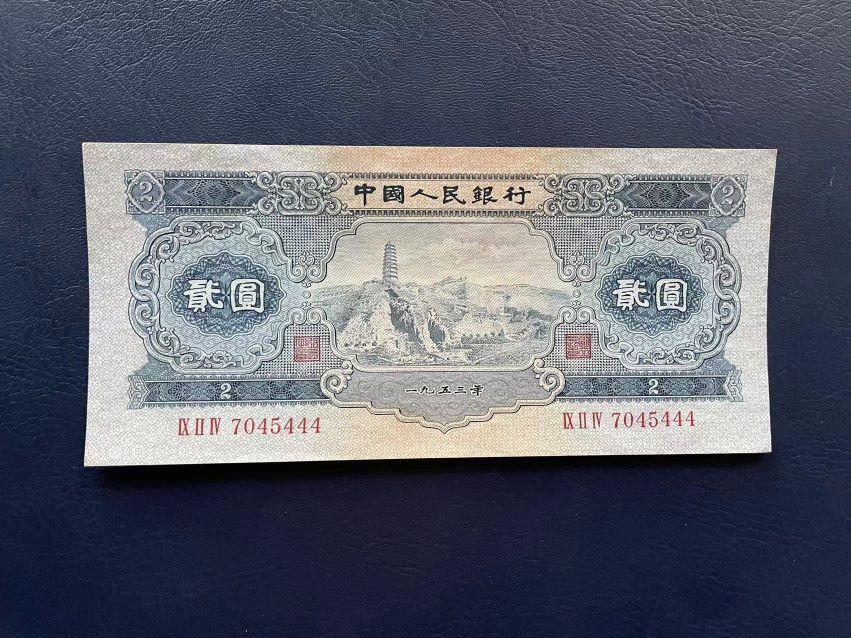 2 中國人民銀行 2
貳圓 貳圓
2 一九五三年 2
IX II IV 7045444 IX II IV 7045444